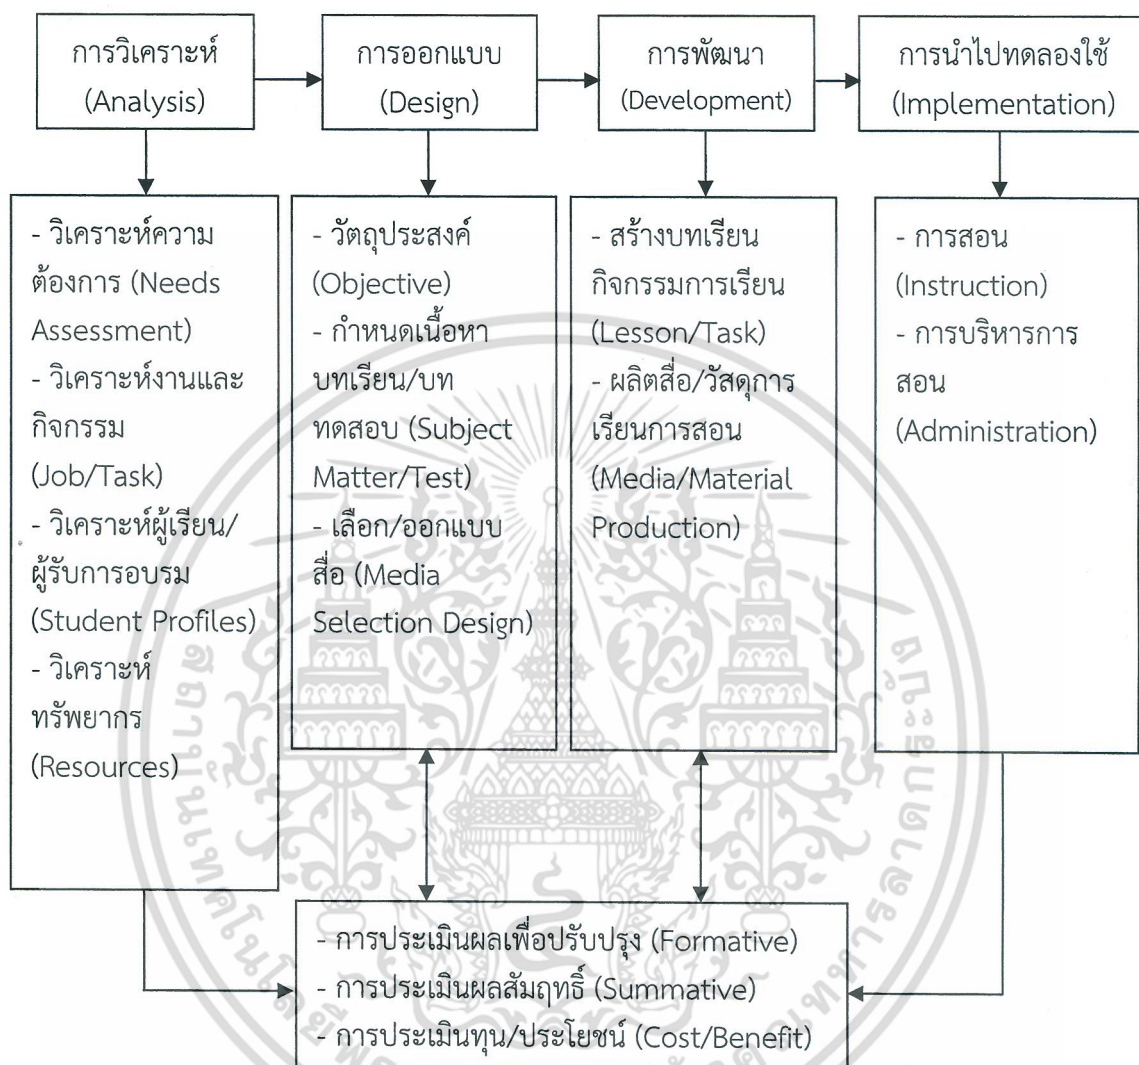 การวิเคราะห์
(Analysis)
การออกแบบ
(Design)
การพัฒนา
(Development)
การนำไปทดลองใช้
(Implementation)
- วิเคราะห์ความ
ต้องการ (Needs
Assessment)
- วิเคราะห์งานและ
กิจกรรม
(Job/Task)
- วิเคราะห์ผู้เรียน/
ผู้รับการอบรม
(Student Profiles)
- วิเคราะห์
ทรัพยากร
(Resources)
- วัตถุประสงค์
(Objective)
- กำหนดเนื้อหา
บทเรียน/บท
ทดสอบ (Subject
Matter/Test)
- เลือก/ออกแบบ
สื่อ (Media
Selection Design)
- สร้างบทเรียน
กิจกรรมการเรียน
(Lesson/Task)
- ผลิตสื่อ/วัสดุการ
เรียนการสอน
(Media/Material
Production)
- การสอน
(Instruction)
- การบริหารการ
สอน
(Administration)
- การประเมินผลเพื่อปรับปรุง (Formative)
- การประเมินผลสัมฤทธิ์ (Summative)
- การประเมินทุน/ประโยชน์ (Cost/Benefit)